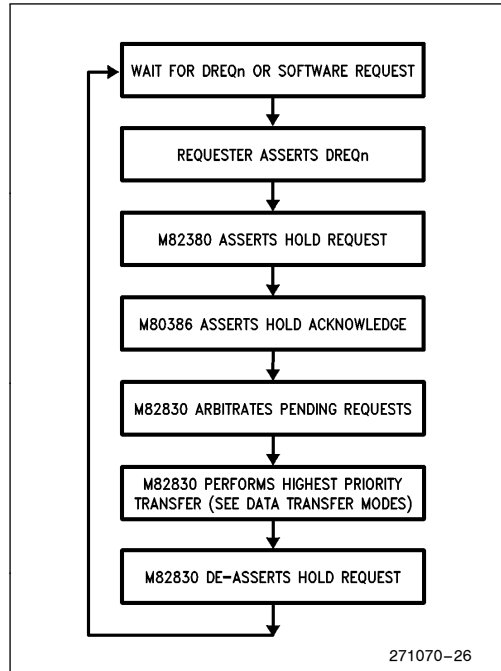 WAIT FOR DREQn OR SOFTWARE REQUEST
REQUESTER ASSERTS DREQn
M82380 ASSERTS HOLD REQUEST
M80386 ASSERTS HOLD ACKNOWLEDGE
M82830 ARBITRATES PENDING REQUESTS
M82830 PERFORMS HIGHEST PRIORITY
TRANSFER (SEE DATA TRANSFER MODES)
M82830 DE-ASSERTS HOLD REQUEST
271070-26